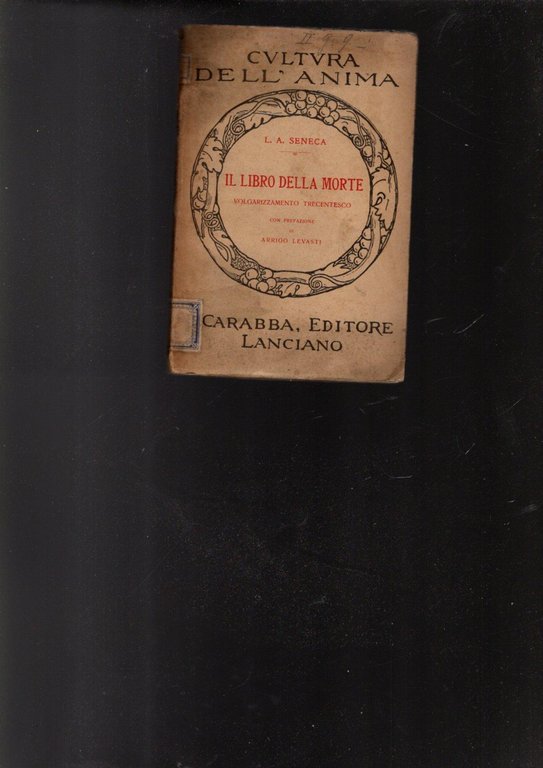 CVLTVRA
DELL' ANIMA
L. A. SENECA
IL LIBRO DELLA MORTE
VOLGARIZZAMENTO TRECENTESCO
CON PREFAZIONE
DI
ARRIGO LEVASTI
CARABBA, EDITORE
LANCIANO